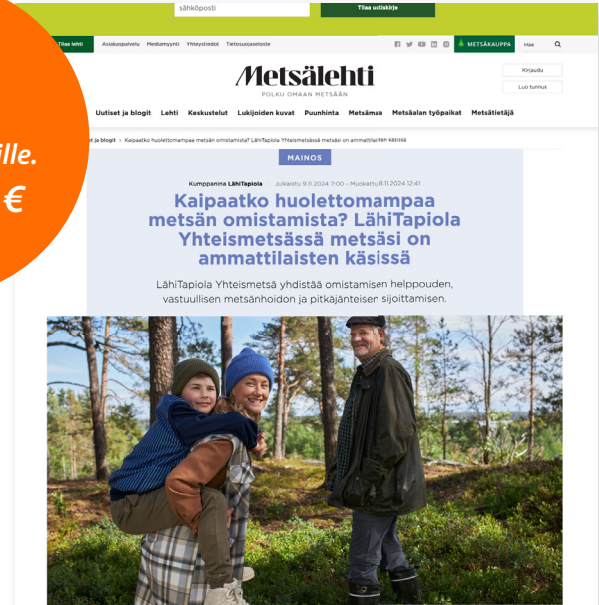 sähköposti
Tilaa uutiskirje
Tilaa lehti
Asiakaspalvelu Mediamyynti Yhteystiedot Tietosuojaseloste
METSÄKAUPPA
Hae
Metsälehti
POLKU OMAAN METSÄÄN
Kirjaudu
Luo tunnus
Uutiset ja blogit Lehti Keskustelut Lukijoiden kuvat Puunhinta Metsämaa Metsäalan työpaikat Metsätietäjä
ille.
€
t ja blogit › Kaipaatko huolettomampaa metsän omistamista? LähiTapiola Yhteismetsässä metsäsi on ammattilaisten käsissä
MAINOS
Kumppanina LähiTapiola Julkaistu 9.11.2024 7:00 – Muokattu 8.11.2024 12:41
Kaipaatko huolettomampaa
metsän omistamista? LähiTapiola
Yhteismetsässä metsäsi on
ammattilaisten käsissä
LähiTapiola Yhteismetsä yhdistää omistamisen helppouden,
vastuullisen metsänhoidon ja pitkäjänteisen sijoittamisen.